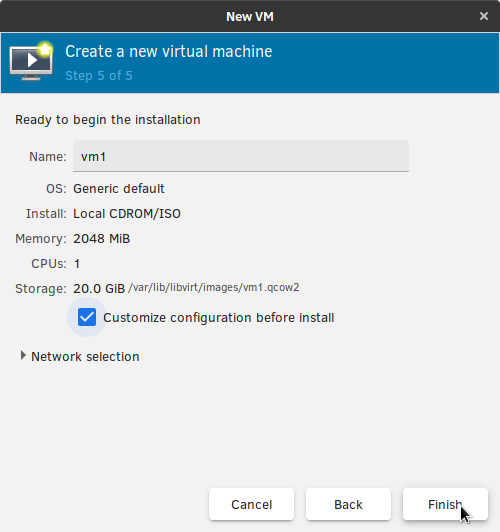 New VM
Create a new virtual machine
Step 5 of 5
Ready to begin the installation
Name: vm1
OS: Generic default
Install: Local CDROM/ISO
Memory: 2048 MiB
CPUs: 1
Storage: 20.0 GiB /var/lib/libvirt/images/vm1.qcow2
Customize configuration before install
Network selection
Cancel Back Finish